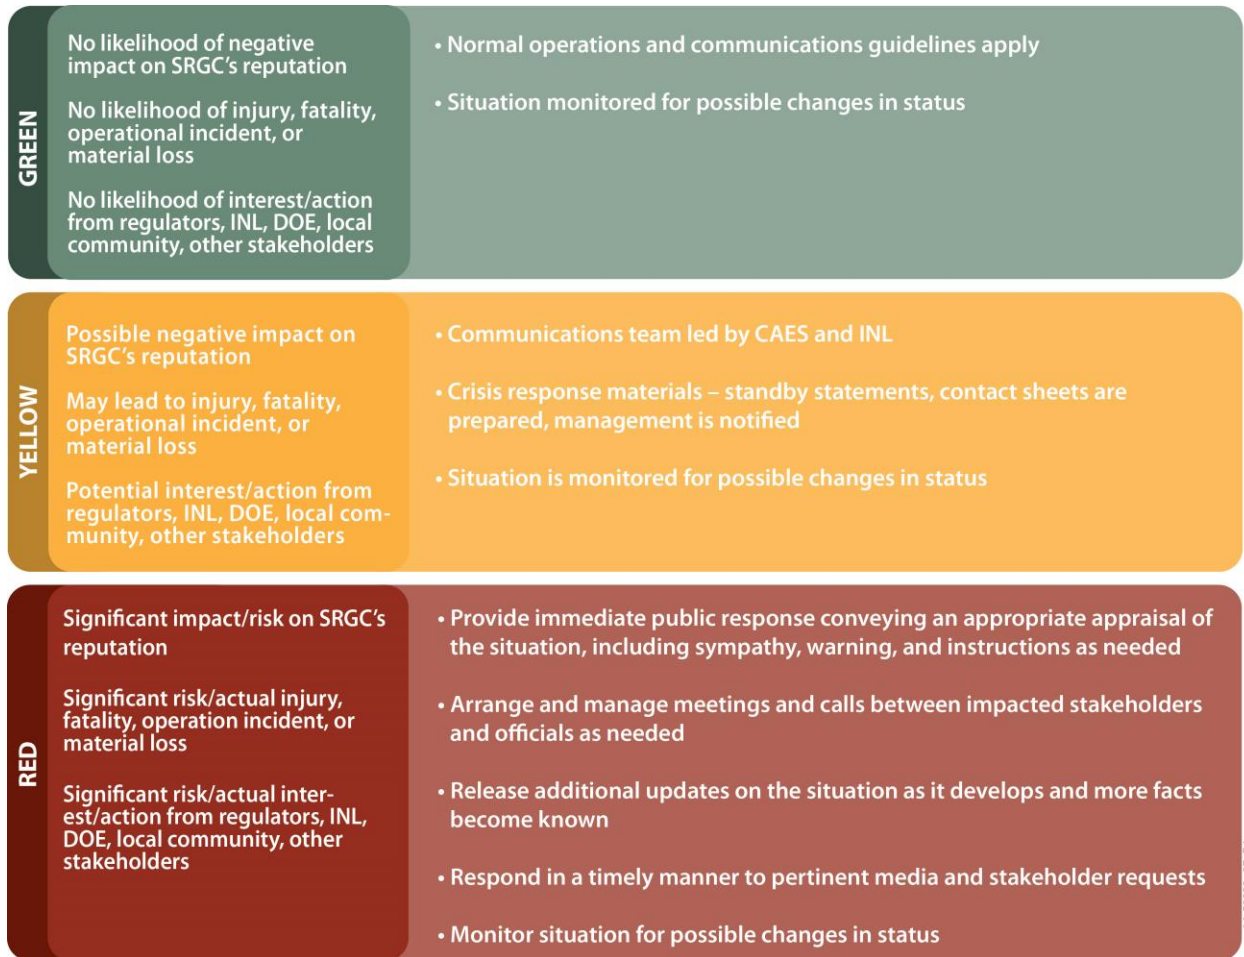 GREEN
No likelihood of negative
impact on SRGC's reputation
No likelihood of injury, fatality,
operational incident, or
material loss
No likelihood of interest/action
from regulators, INL, DOE, local
community, other stakeholders
• Normal operations and communications guidelines apply
• Situation monitored for possible changes in status
YELLOW
Possible negative impact on
SRGC's reputation
May lead to injury, fatality,
operational incident, or
material loss
Potential interest/action from
regulators, INL, DOE, local com-
munity, other stakeholders
• Communications team led by CAES and INL
• Crisis response materials – standby statements, contact sheets are
prepared, management is notified
• Situation is monitored for possible changes in status
RED
Significant impact/risk on SRGC's
reputation
Significant risk/actual injury,
fatality, operation incident, or
material loss
Significant risk/actual inter-
est/action from regulators, INL,
DOE, local community, other
stakeholders
• Provide immediate public response conveying an appropriate appraisal of
the situation, including sympathy, warning, and instructions as needed
• Arrange and manage meetings and calls between impacted stakeholders
and officials as needed
• Release additional updates on the situation as it develops and more facts
become known
• Respond in a timely manner to pertinent media and stakeholder requests
• Monitor situation for possible changes in status